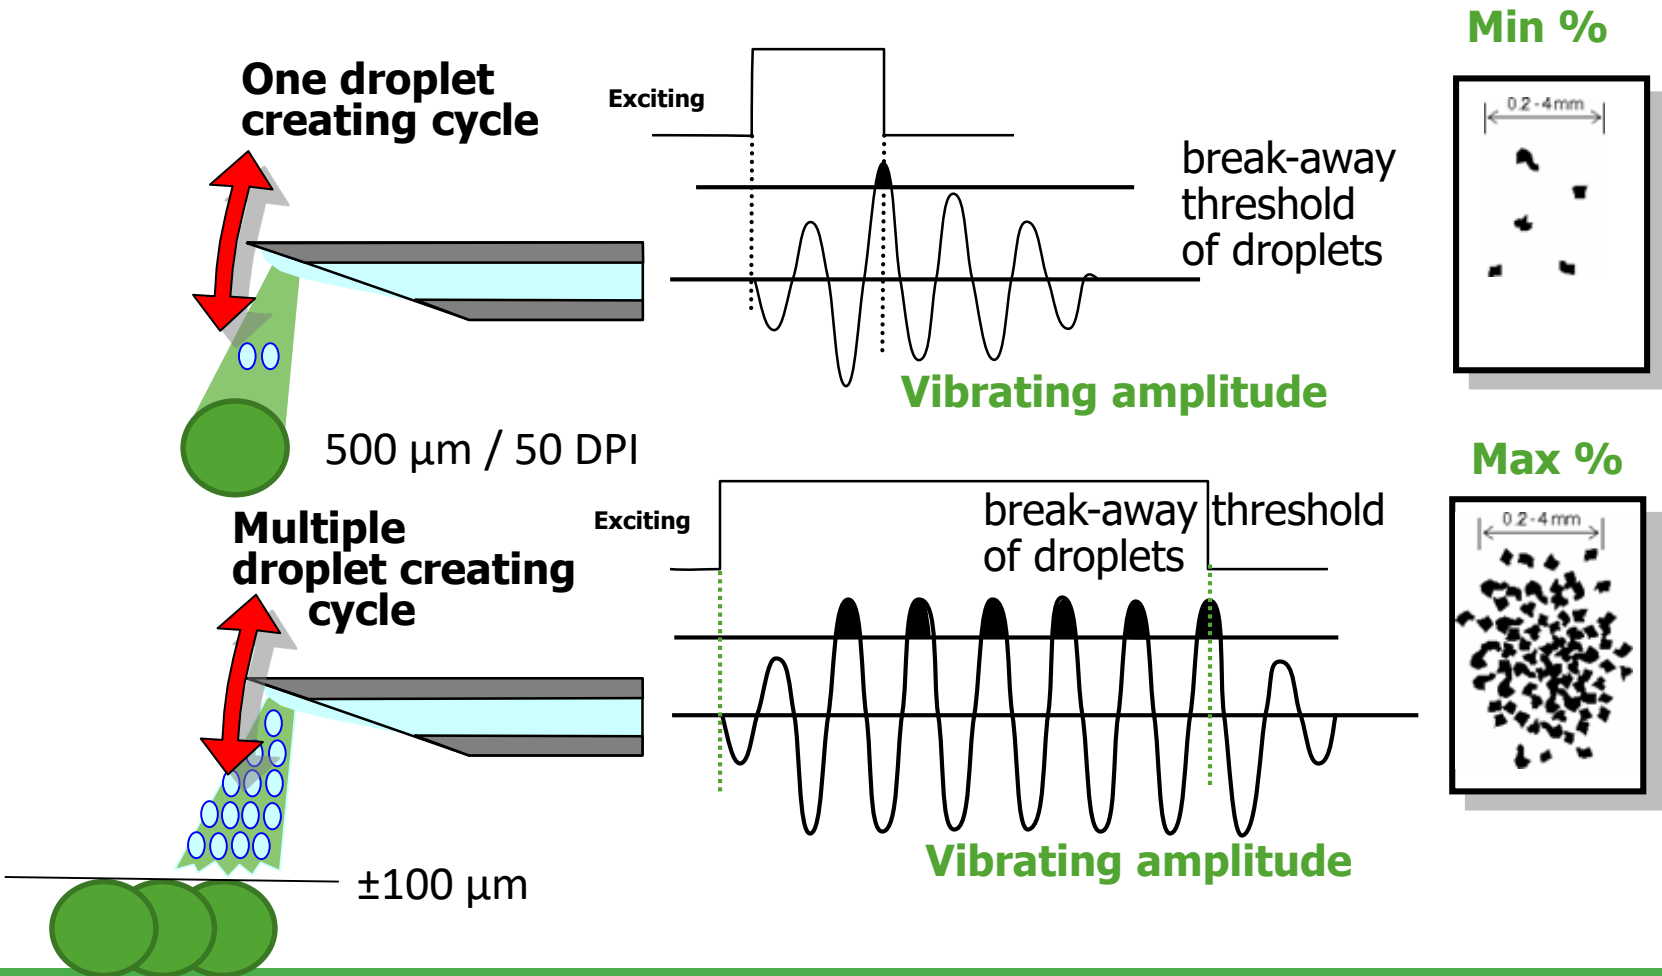 Min %
One droplet
creating cycle
Exciting
0.2-4mm
break-away
threshold
of droplets
Vibrating amplitude
500 µm / 50 DPI
Max %
Multiple
droplet creating
cycle
Exciting
break-away threshold
of droplets
0.2-4mm
Vibrating amplitude
±100 µm